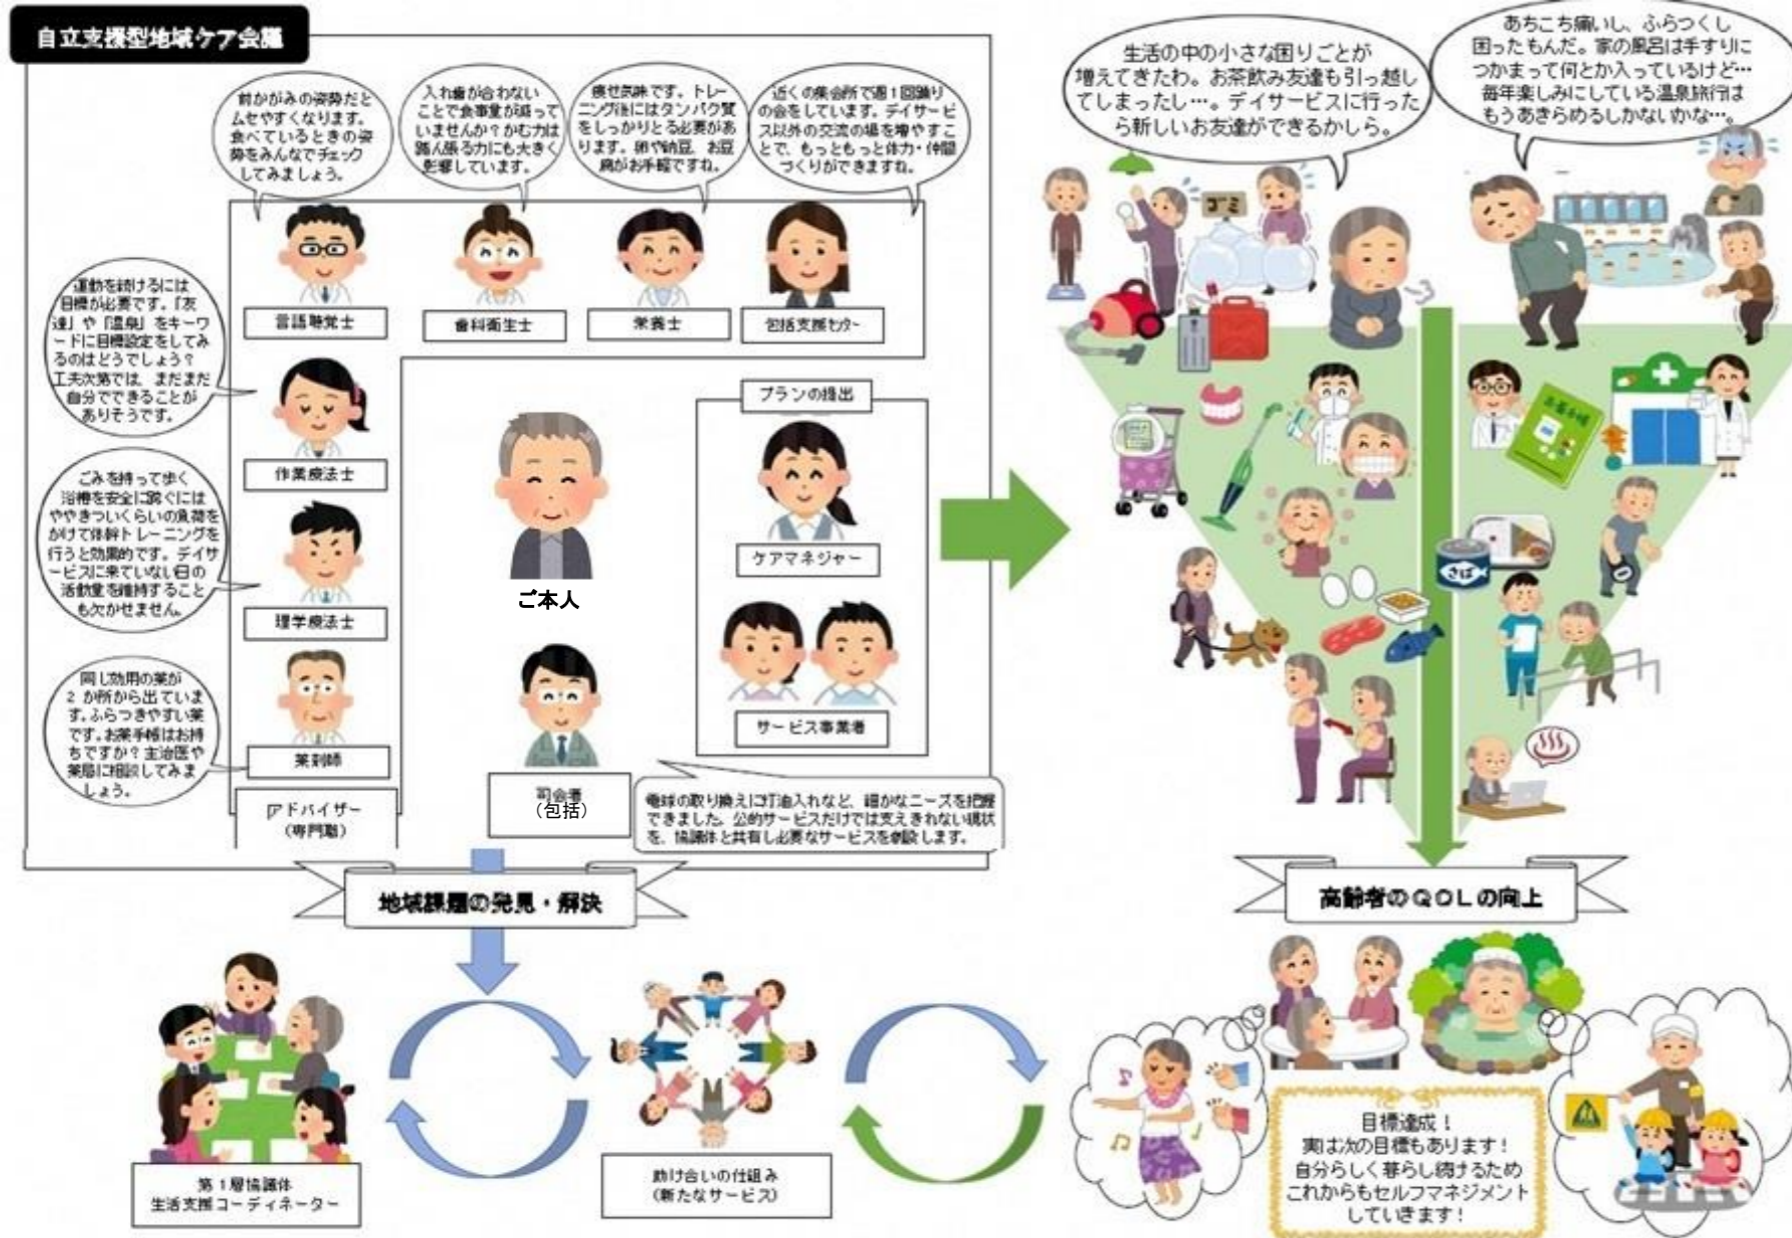 自立支援型地域ケア会議
前かがみの姿勢だと
ムセやすくなります。
食べているときの姿
勢をみんなでチェック
してみましょう。
入れ歯が合わない
ことで食事量が減って
いませんか？かむ力は
踏ん張る力にも大きく
影響しています。
痩せ気味です。トレー
ニング後にはタンパク質
をしっかりとる必要があ
ります。卵や納豆、お豆
腐がお手軽ですね。
近くの集会所で週1回踊り
の会をしています。デイサービ
ス以外の交流の場を増やすこ
とで、もっともっと体力・仲間
づくりができますね。
言語聴覚士
歯科衛生士
栄養士
包括支援センター
運動を続けるには
目標が必要です。「友
達」や「温泉」をキーワ
ードに目標設定をしてみ
るのはどうでしょう？
工夫次第では、まだまだ
自分でできることが
ありそうです。
作業療法士
ごみを持って歩く
浴槽を安全に跨ぐには
ややきついくらいの負荷を
かけて体幹トレーニングを
行うと効果的です。デイサ
ービスに来ていない日の
活動量を維持すること
も欠かせません。
理学療法士
同じ効用の薬が
2か所から出ていま
す。ふらつきやすい薬
です。お薬手帳はお持
ちですか？主治医や
薬局に相談してみま
しょう。
薬剤師
アドバイザー
（専門職）
ご本人
司会者
（包括）
プランの提出
ケアマネジャー
サービス事業者
電球の取り換えに灯油入れなど、細かなニーズを把握
できました。公的サービスだけでは支えきれない現状
を、協議体と共有し必要なサービスを創設します。
地域課題の発見・解決
第1層協議体
生活支援コーディネーター
助け合いの仕組み
（新たなサービス）
生活の中の小さな困りごとが
増えてきたわ。お茶飲み友達も引っ越し
てしまったし…。デイサービスに行った
ら新しいお友達ができるかしら。
あちこち痛いし、ふらつくし
困ったもんだ。家の風呂は手すりに
つかまって何とか入っているけど…
毎年楽しみにしている温泉旅行は
もうあきらめるしかないかな…。
ゴミ
お薬手帳
さば
高齢者のＱＯＬの向上
目標達成！
実は次の目標もあります！
自分らしく暮らし続けるため
これからもセルフマネジメント
していきます！